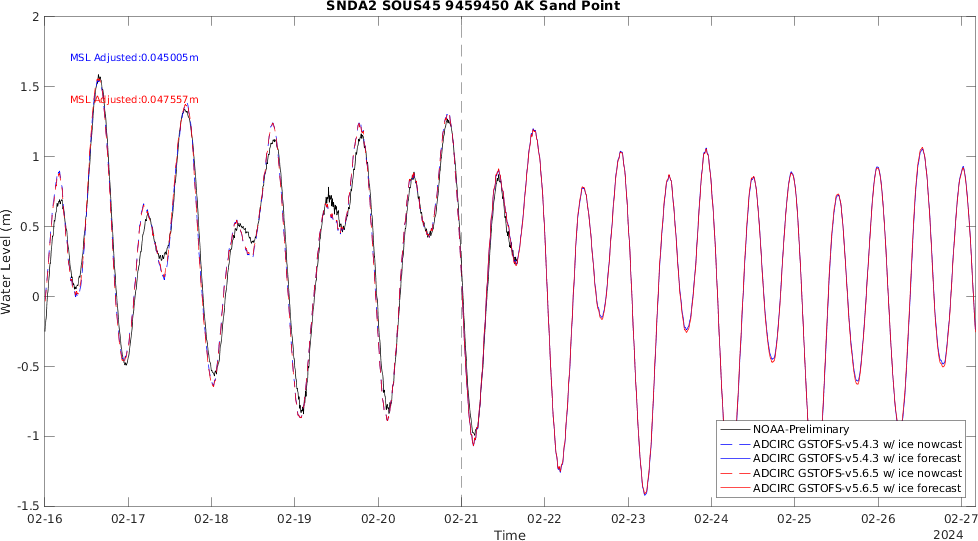 SNDA2 SOUS45 9459450 AK Sand Point
2
MSL Adjusted:0.045005m
1.5
MSL Adjusted:0.047557m
1
0.5
Water Level (m)
0
-0.5
-1
NOAA-Preliminary
ADCIRC GSTOFS-v5.4.3 w/ ice nowcast
ADCIRC GSTOFS-v5.4.3 w/ ice forecast
ADCIRC GSTOFS-v5.6.5 w/ ice nowcast
ADCIRC GSTOFS-v5.6.5 w/ ice forecast
-1.5
02-16 02-17 02-18 02-19 02-20 02-21 02-22 02-23 02-24 02-25 02-26 02-27
Time
2024